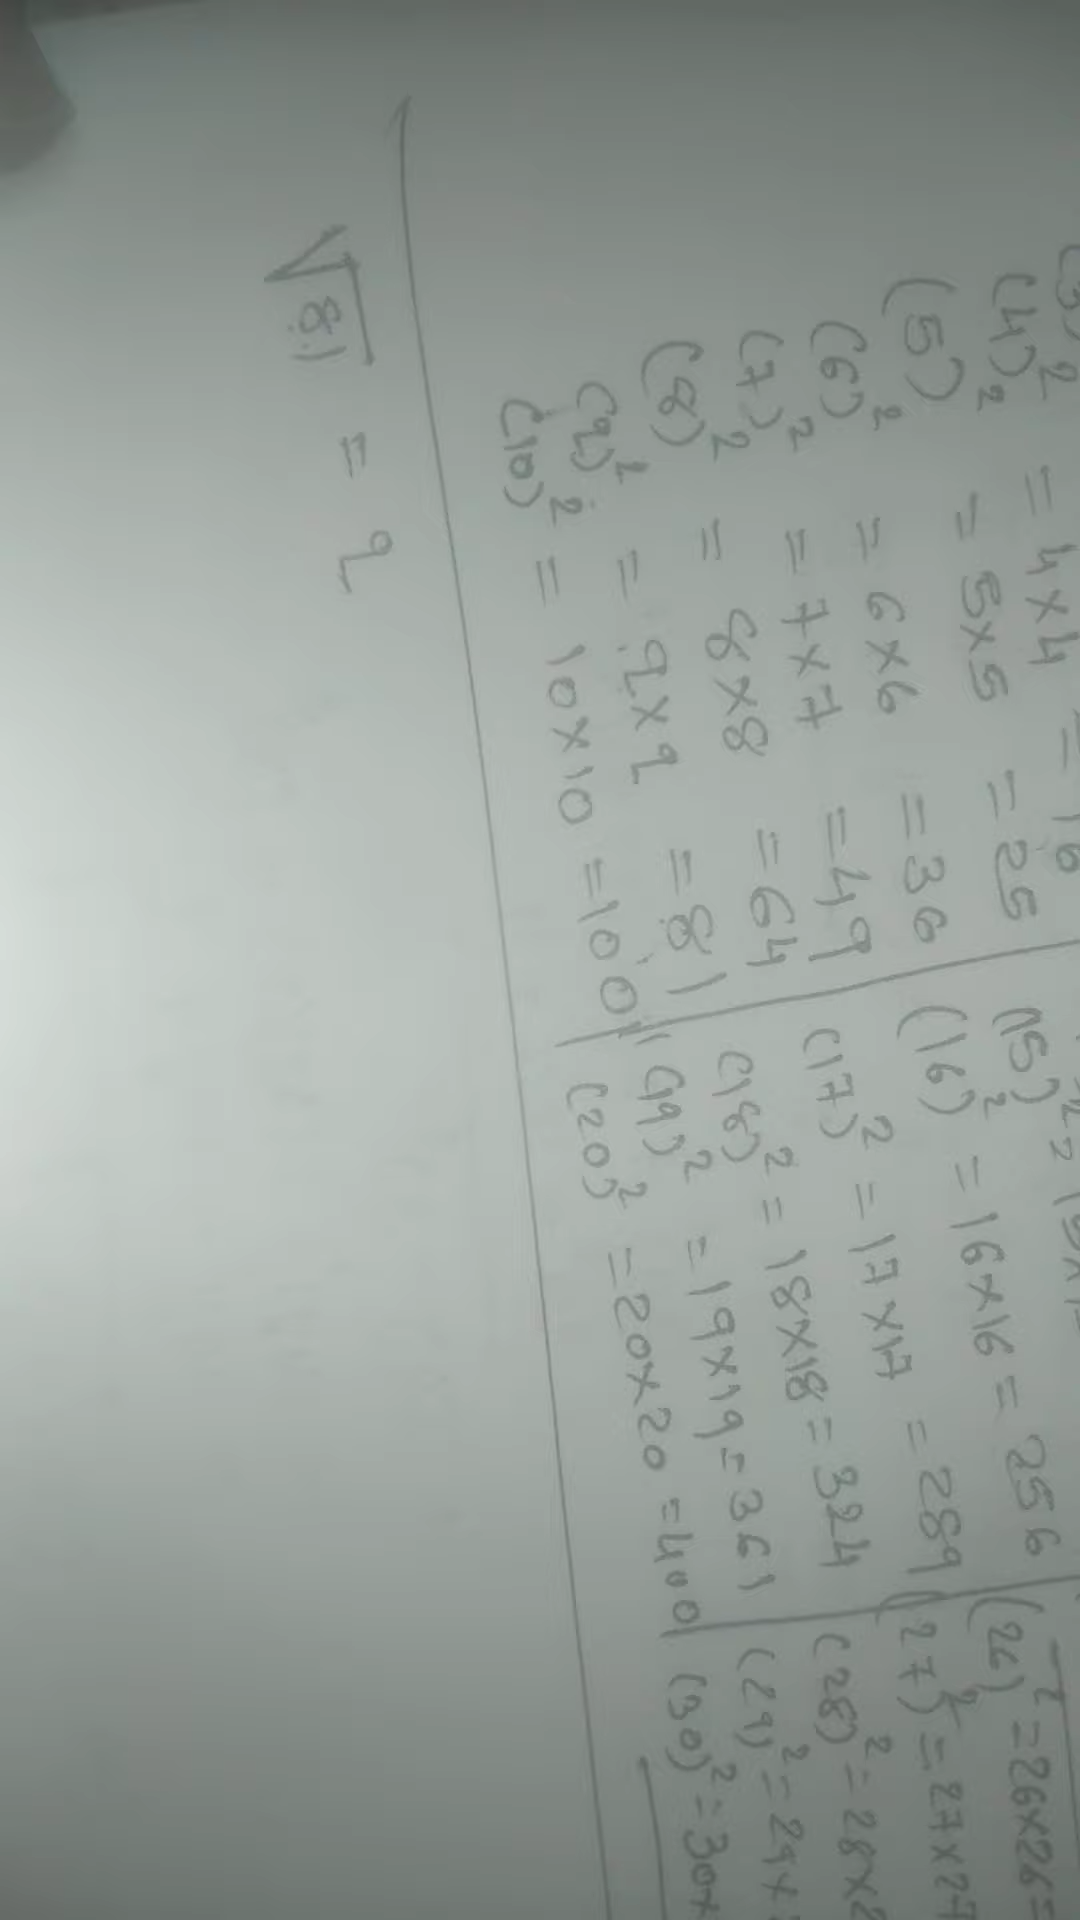 (4)² = 4×4 = 16
(5)² = 5×5 = 25
(6)² = 6×6 = 36
(7)² = 7×7 = 49
(8)² = 8×8 = 64
(9)² = 9×9 = 81
(10)² = 10×10 = 100
(15)²
(16)² = 16×16 = 256
(17)² = 17×17 = 289
(18)² = 18×18 = 324
(19)² = 19×19 = 361
(20)² = 20×20 = 400
(26)² = 26×26 =
(27)² = 27×27
(28)² = 28×2
(29)² = 29×
(30)² = 30×
√81 = 9